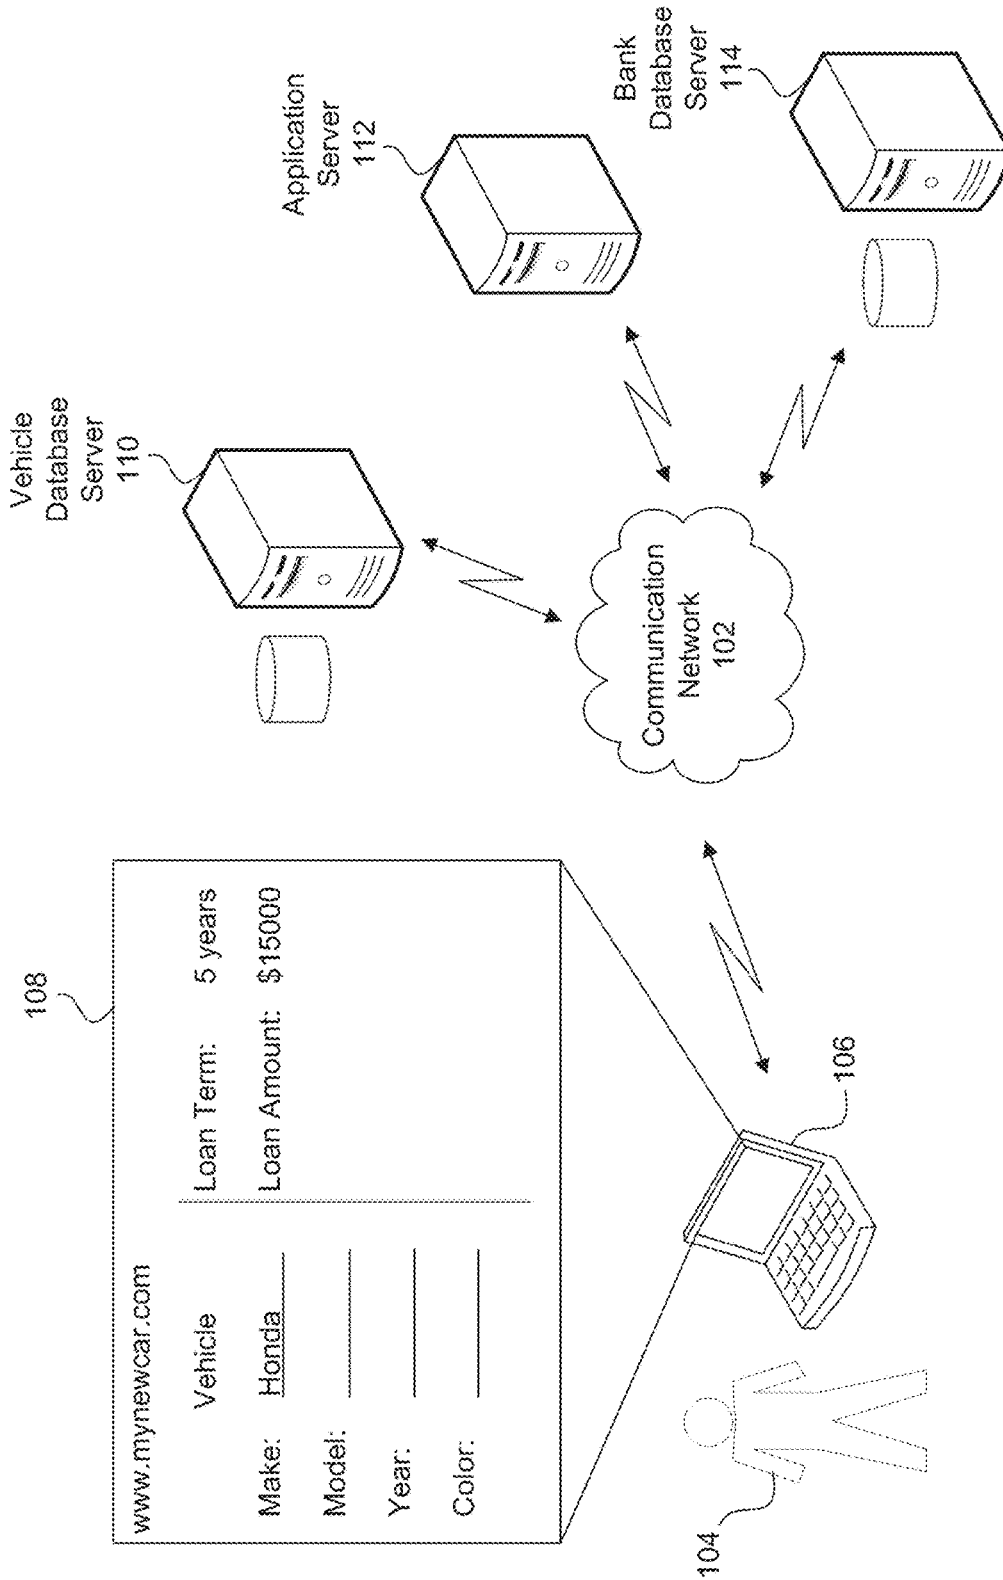 108
www.mynewcar.com
Vehicle
Make: Honda
Model:
Year:
Color:
Loan Term: 5 years
Loan Amount: $15000
Vehicle
Database
Server
110
Application
Server
112
Bank
Database
Server
114
Communication
Network
102
104
106